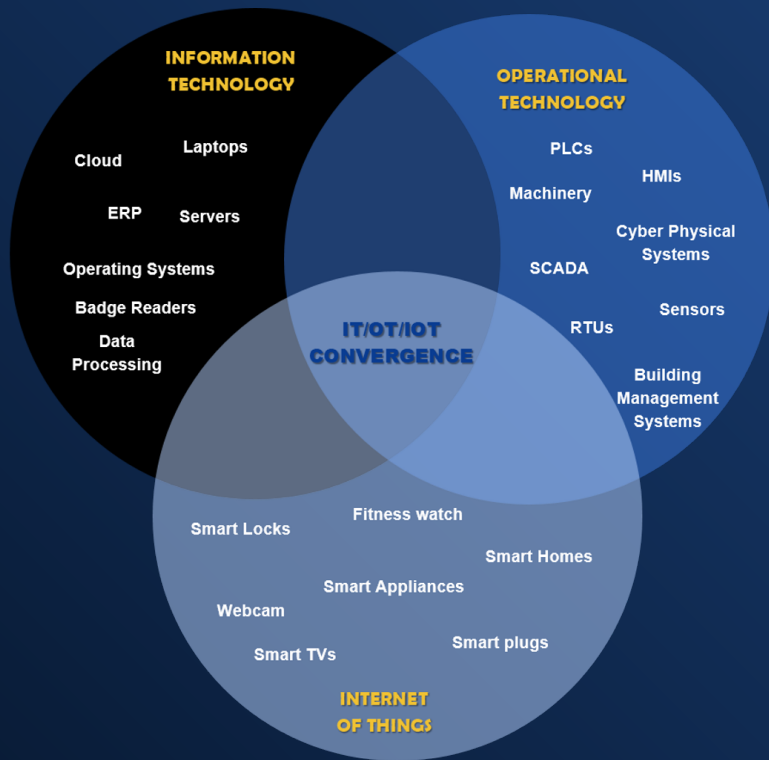 INFORMATION
TECHNOLOGY
Cloud
Laptops
ERP
Servers
Operating Systems
Badge Readers
Data
Processing
OPERATIONAL
TECHNOLOGY
PLCs
HMIs
Machinery
Cyber Physical
Systems
SCADA
Sensors
RTUs
Building
Management
Systems
IT/OT/IOT
CONVERGENCE
Smart Locks
Fitness watch
Smart Homes
Smart Appliances
Webcam
Smart TVs
Smart plugs
INTERNET
OF THINGS